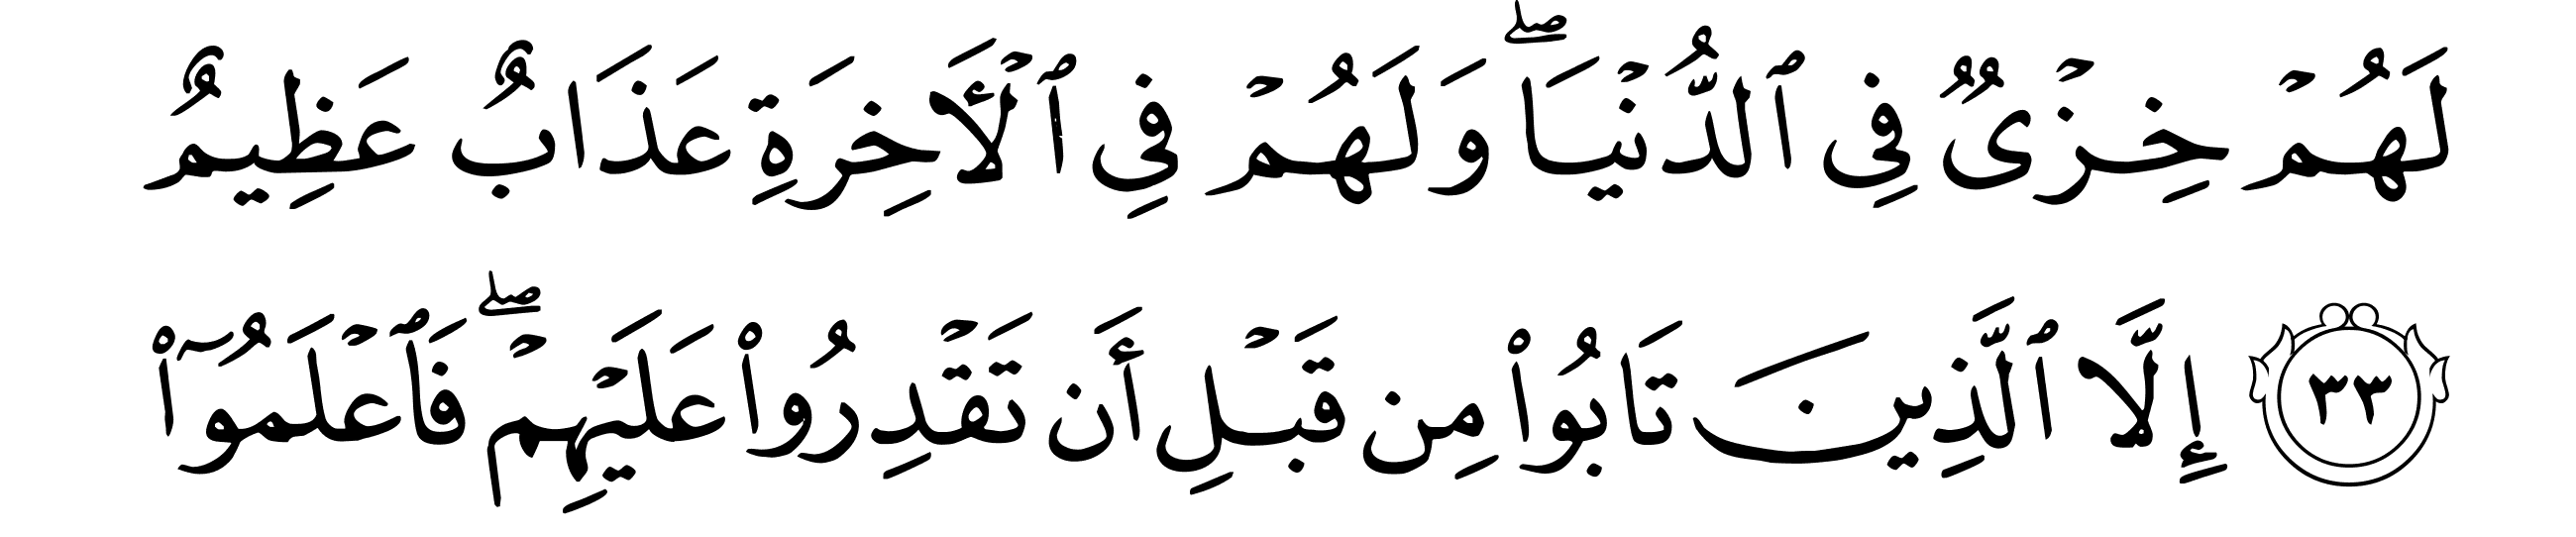 لَهُمۡ خِزۡىٌ فِي ٱلدُّنۡيَاۖ وَلَهُمۡ فِي ٱلۡأَخِرَةِ عَذَابٌ عَظِيمٌ
٣٣ إِلَّا ٱلَّذِينَ تَابُواْ مِن قَبۡلِ أَن تَقۡدِرُواْ عَلَيۡهِمۡۖ فَٱعۡلَمُوٓاْ